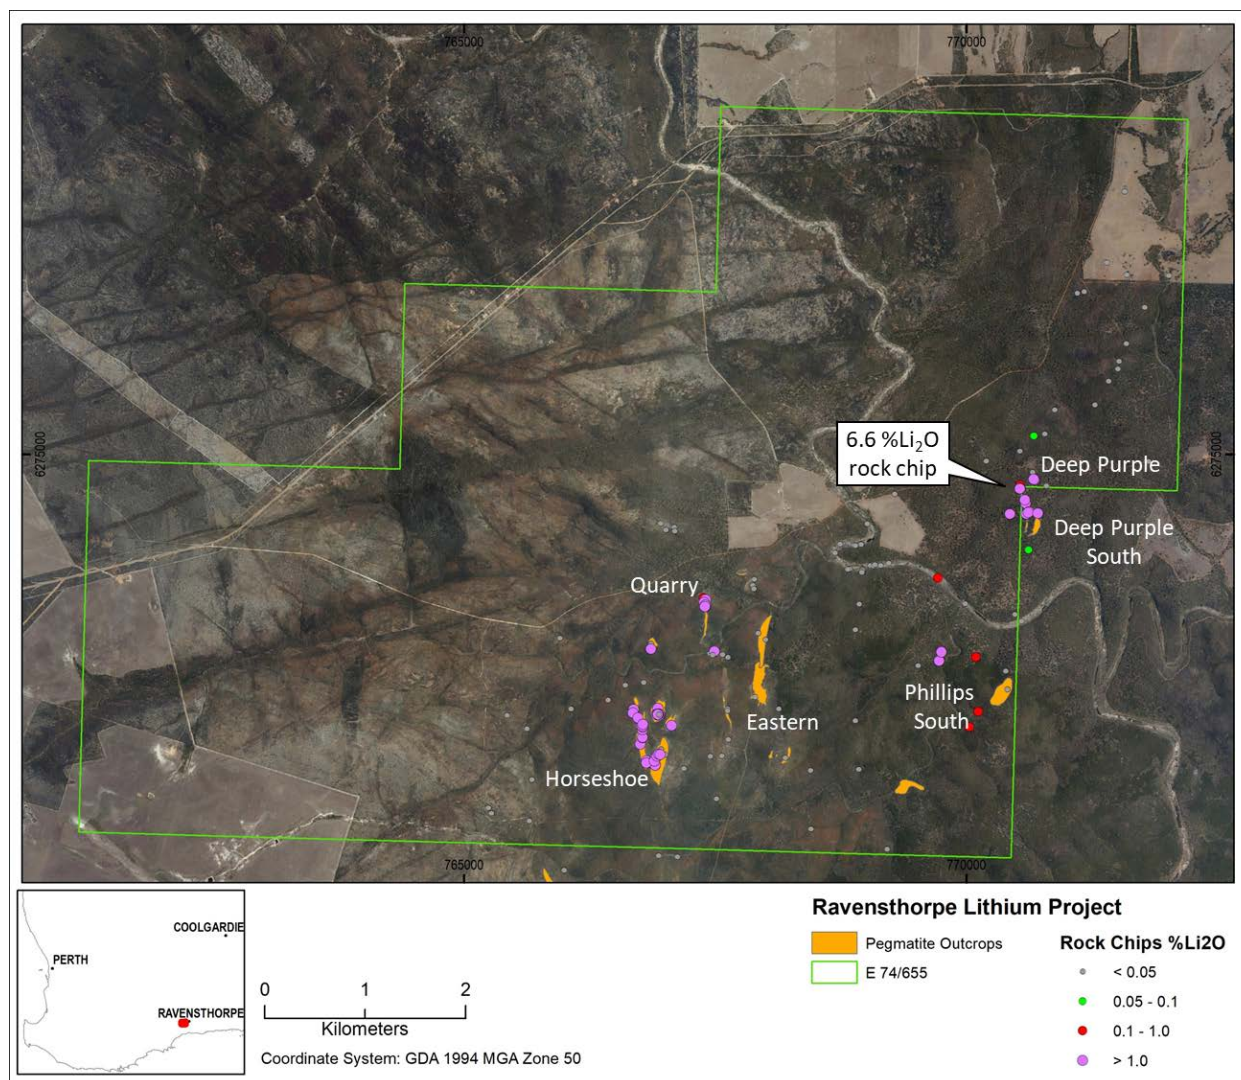 765000
770000
6275000
6275000
6.6 %Li₂O
rock chip
Deep Purple
Deep Purple
South
Quarry
Eastern
Phillips
South
Horseshoe
765000
770000
COOLGARDIE
PERTH
RAVENSTHORPE
0 1 2
Kilometers
Coordinate System: GDA 1994 MGA Zone 50
Ravensthorpe Lithium Project
Pegmatite Outcrops
E 74/655
Rock Chips %Li2O
< 0.05
0.05 - 0.1
0.1 - 1.0
> 1.0